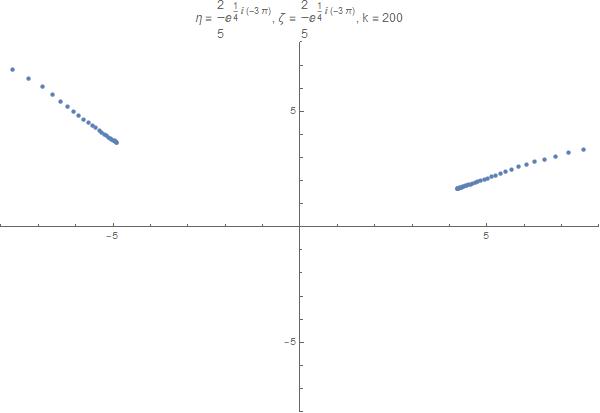 η = 2/5 e^{1/4 i (-3 π)}, ζ = 2/5 e^{1/4 i (-3 π)}, k = 200
5
-5
5
-5